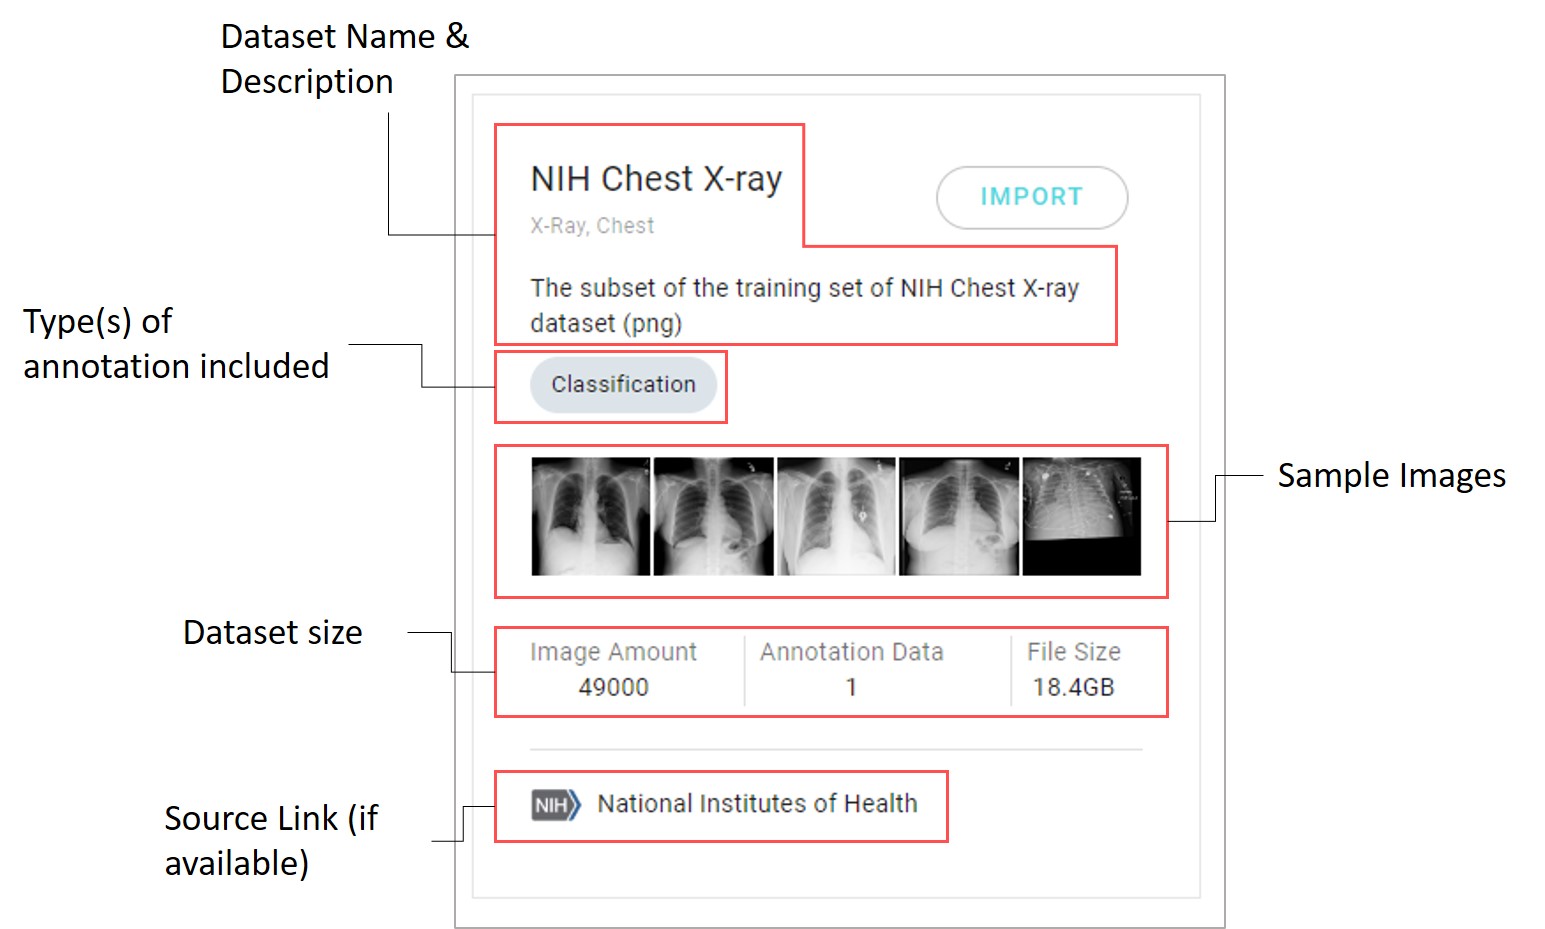 Dataset Name &
Description
NIH Chest X-ray
IMPORT
X-Ray, Chest
The subset of the training set of NIH Chest X-ray
dataset (png)
Type(s) of
annotation included
Classification
Sample Images
Dataset size
Image Amount
Annotation Data
File Size
49000
1
18.4GB
Source Link (if
available)
NIH
National Institutes of Health